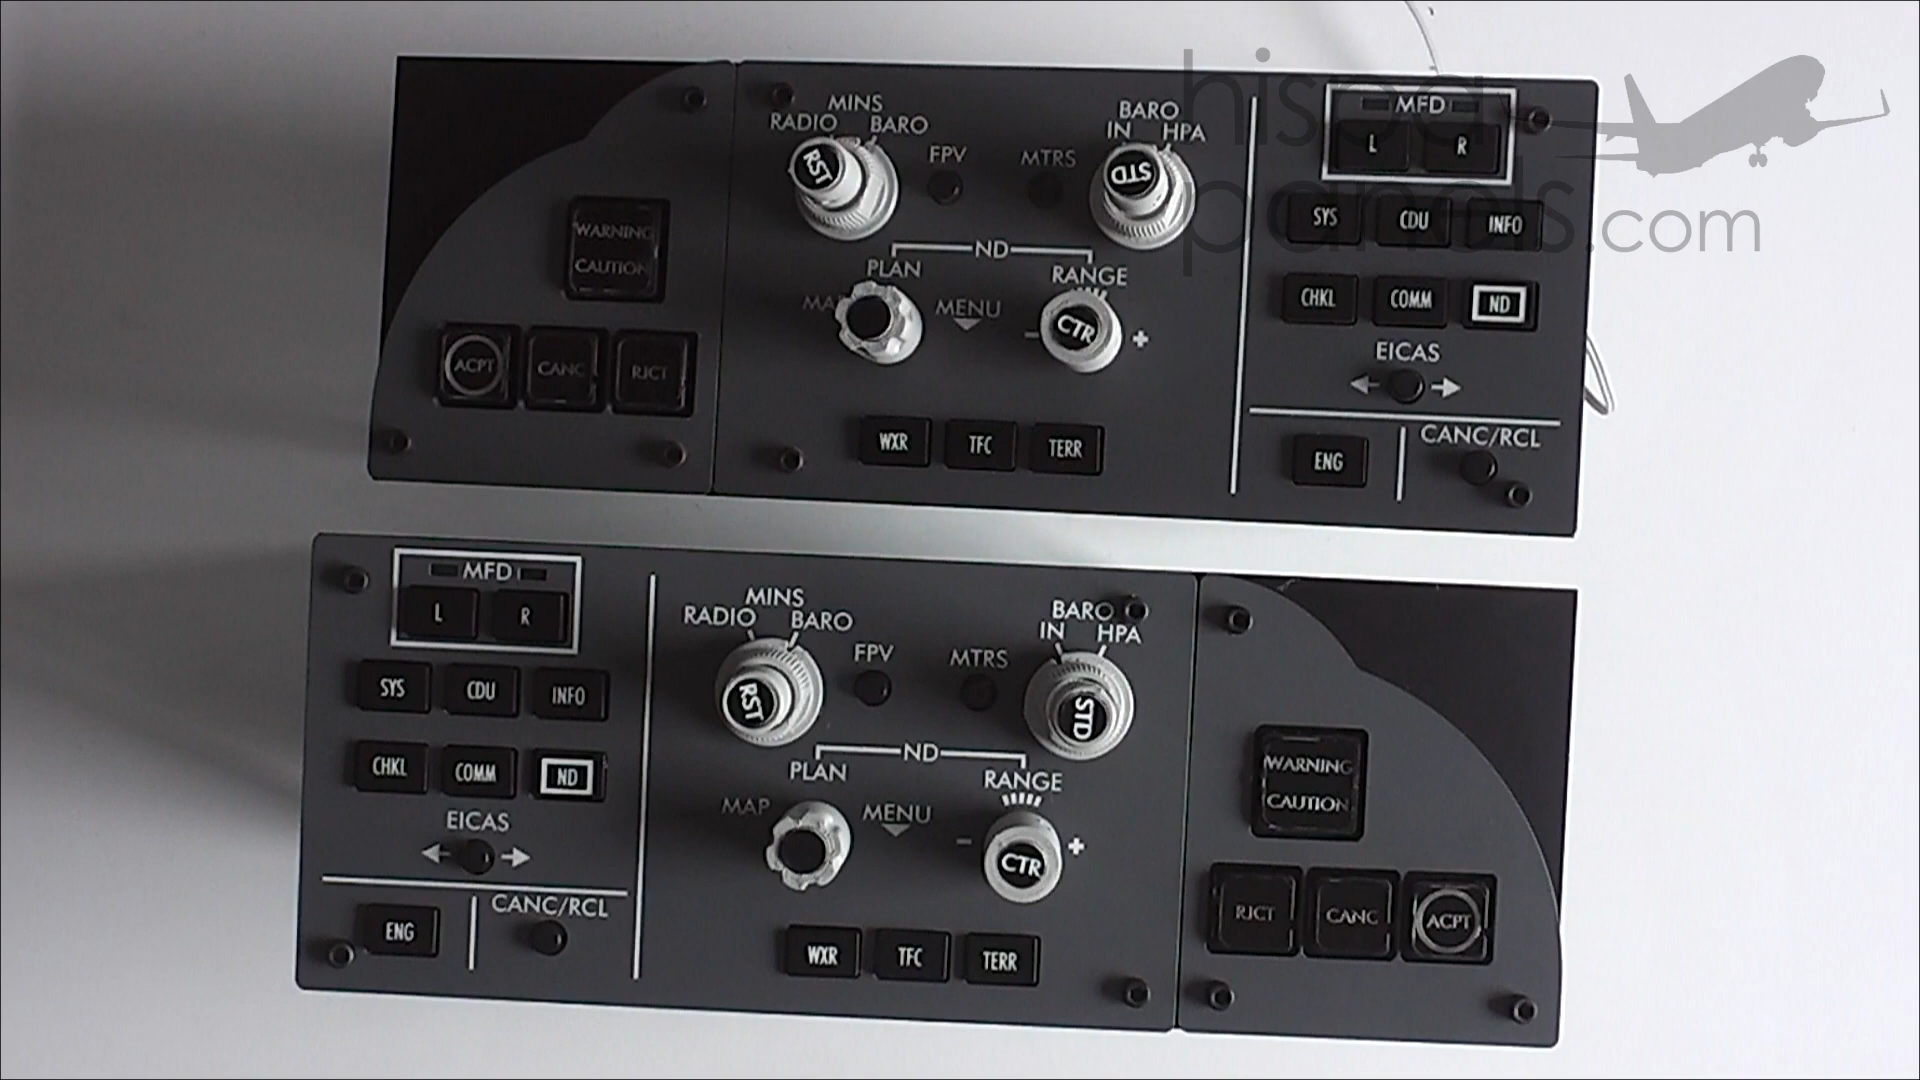 hispa
panels.com
MINS
RADIO BARO
RST
FPV
MTRS
BARO
IN HPA
STD
MFD
L R
SYS CDU INFO
CHKL COMM ND
EICAS
ENG
CANC/RCL
WARNING
CAUTION
ACPT CANC RJCT
ND
PLAN
MAP
MENU
RANGE
CTR
- +
WXR TFC TERR
MFD
L R
SYS CDU INFO
CHKL COMM ND
EICAS
ENG
CANC/RCL
MINS
RADIO BARO
RST
FPV
MTRS
BARO
IN HPA
STD
ND
PLAN
MAP
MENU
RANGE
CTR
- +
WXR TFC TERR
WARNING
CAUTION
RJCT CANC ACPT